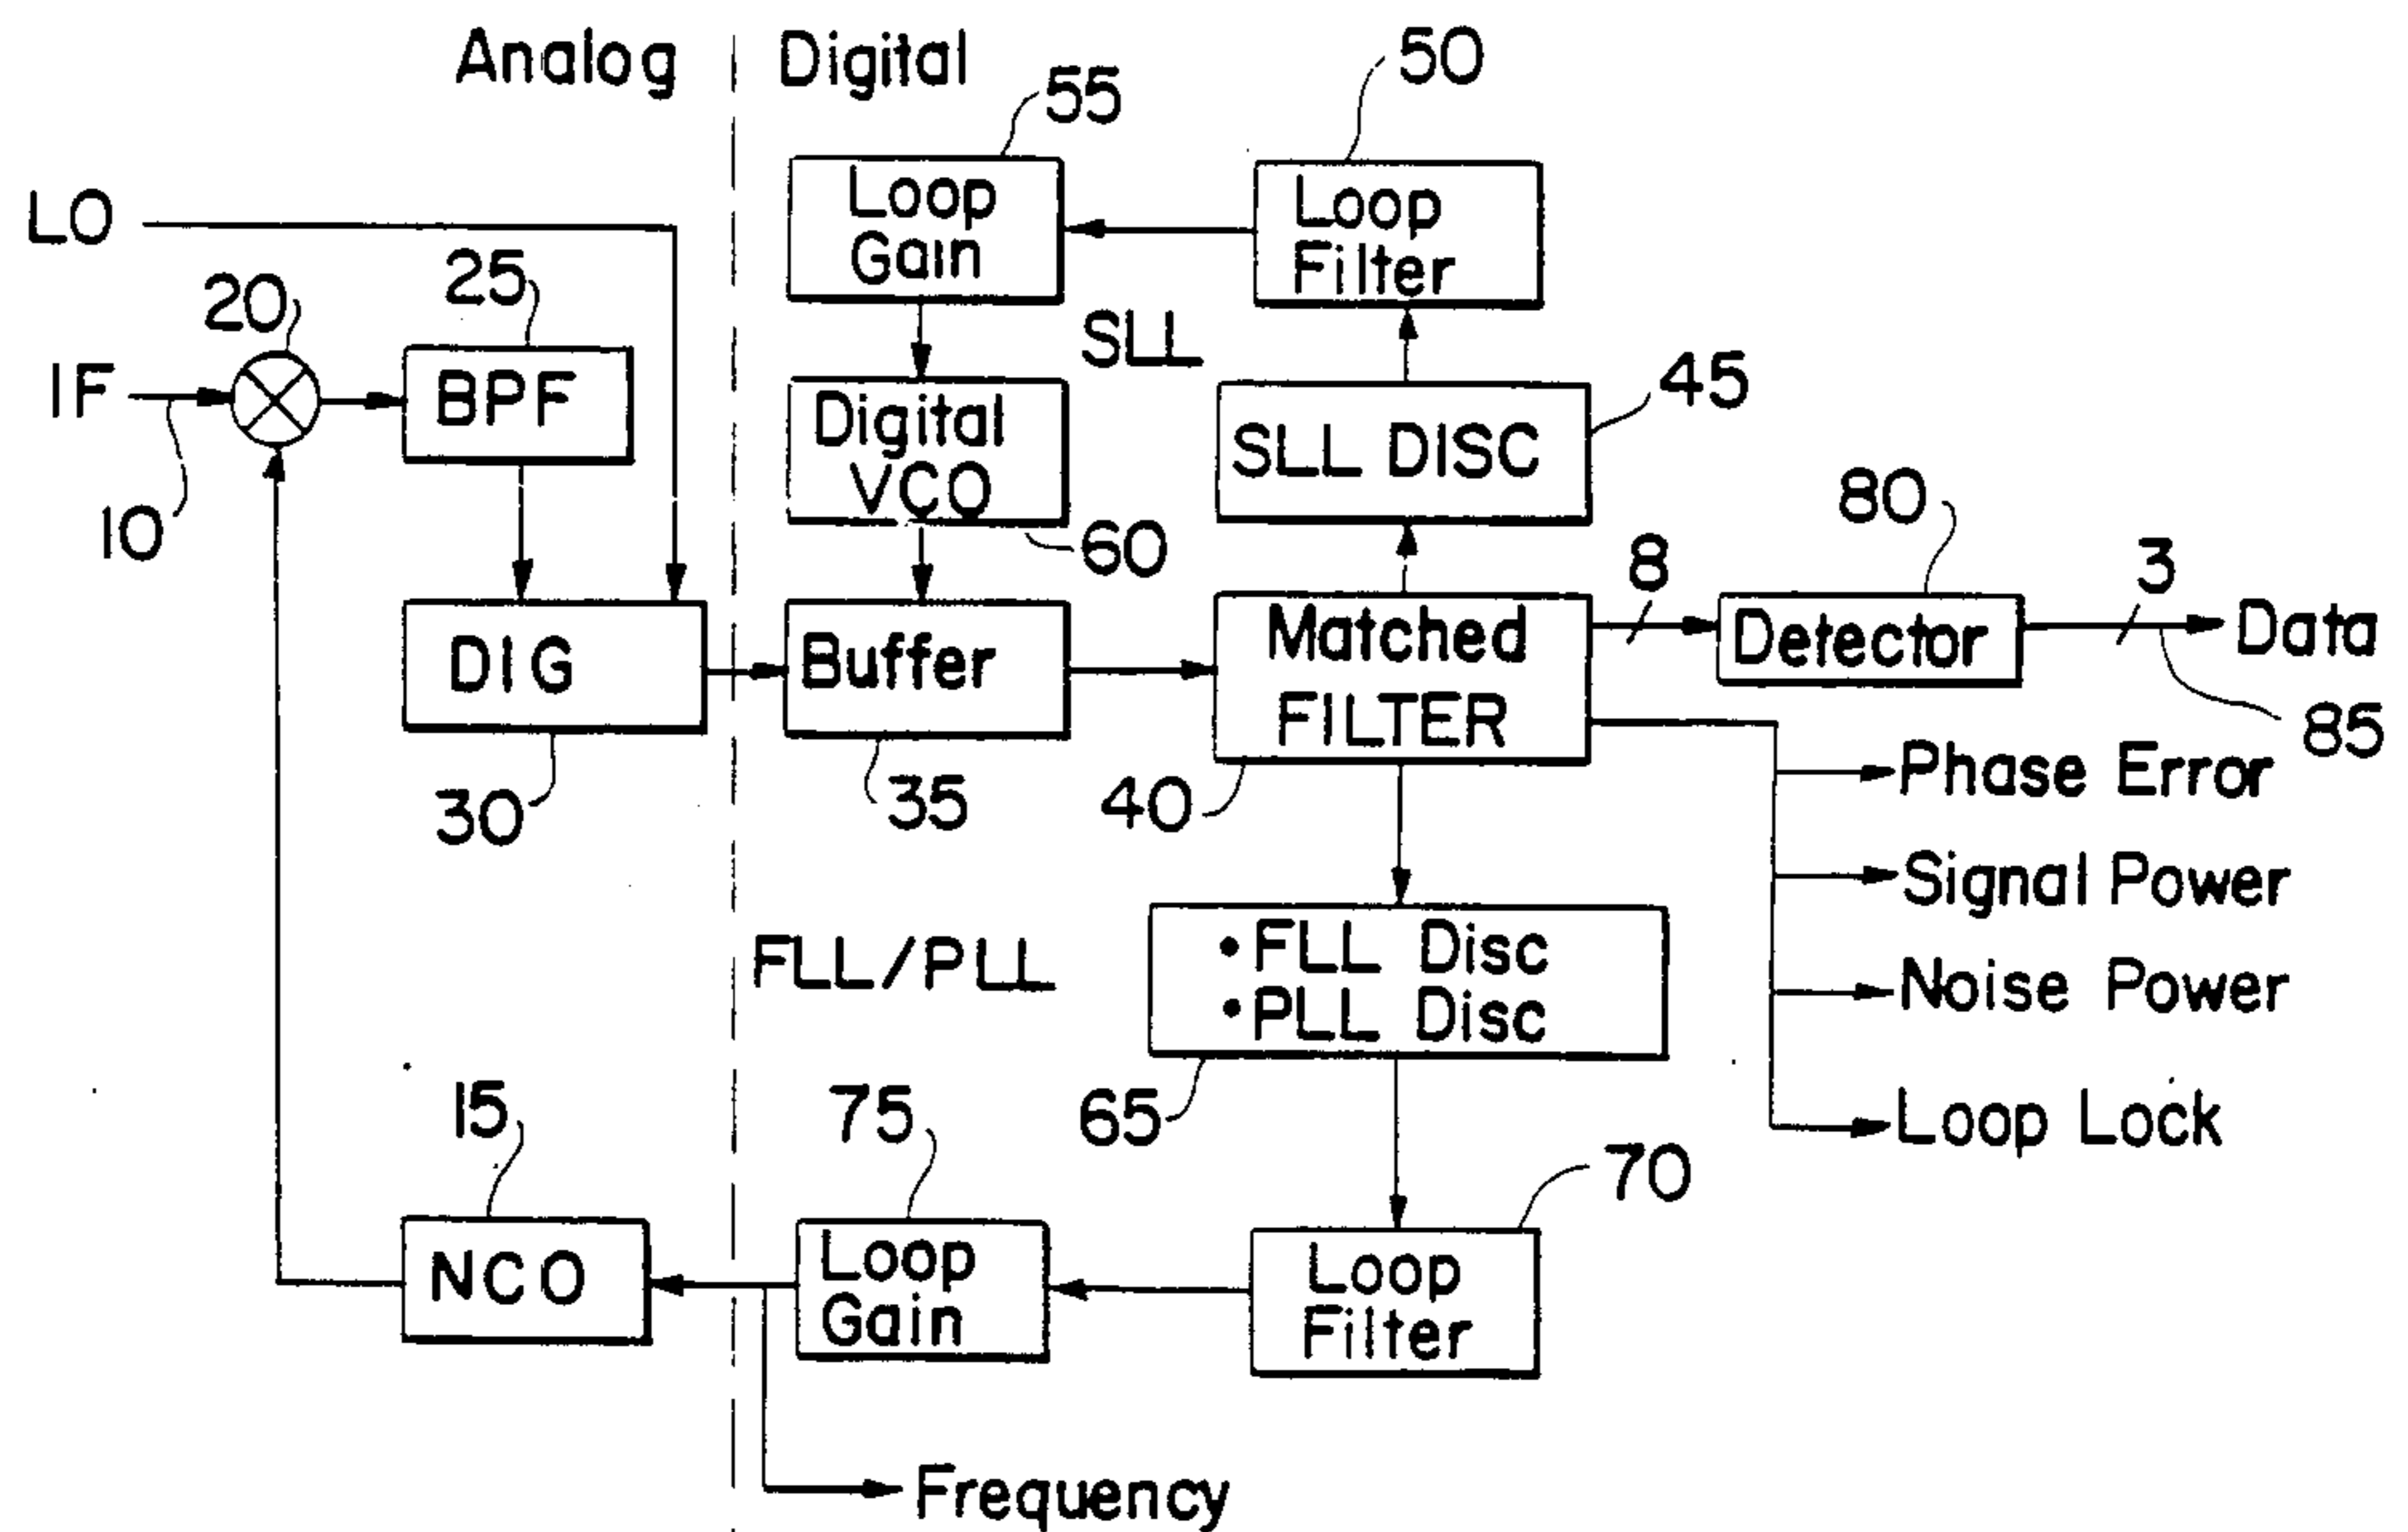 Analog
Digital
55
50
LO
Loop
Gain
Loop
Filter
20
25
SLL
IF
BPF
Digital
VCO
SLL DISC
45
10
60
80
8
3
DIG
Buffer
Matched
FILTER
Detector
Data
85
30
35
40
Phase Error
Signal Power
FLL/PLL
•FLL Disc
•PLL Disc
Noise Power
15
75
65
Loop Lock
70
NCO
Loop
Gain
Loop
Filter
Frequency